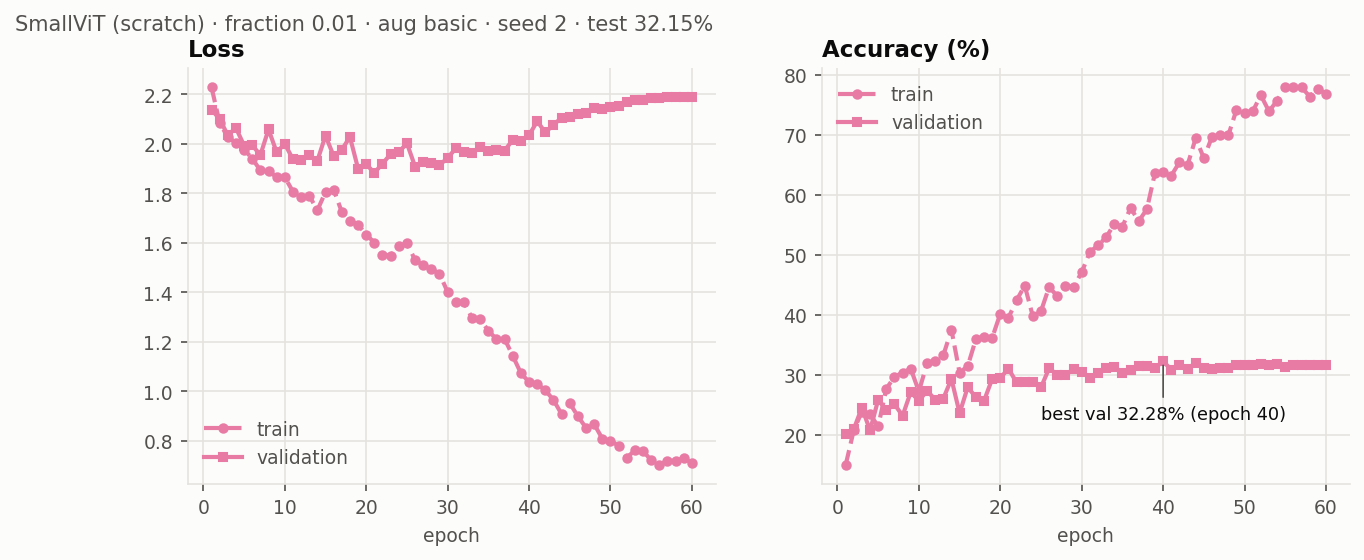 SmallViT (scratch) · fraction 0.01 · aug basic · seed 2 · test 32.15%
Loss
2.2
2.0
1.8
1.6
1.4
1.2
1.0
0.8
train
validation
0 10 20 30 40 50 60
epoch
Accuracy (%)
80
70
60
50
40
30
20
train
validation
best val 32.28% (epoch 40)
0 10 20 30 40 50 60
epoch